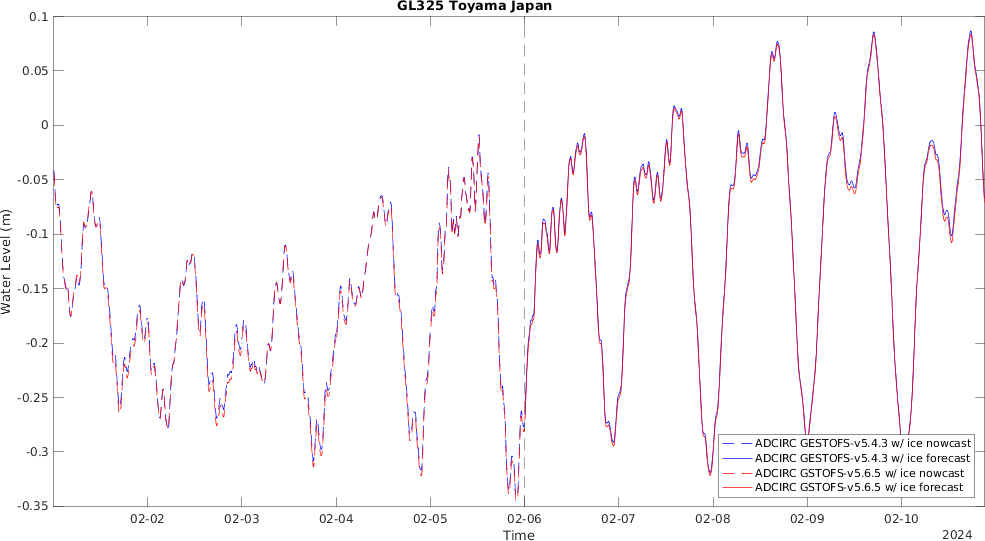 GL325 Toyama Japan
0.1
0.05
0
-0.05
-0.1
-0.15
-0.2
-0.25
-0.3
-0.35
Water Level (m)
ADCIRC GESTOFS-v5.4.3 w/ ice nowcast
ADCIRC GESTOFS-v5.4.3 w/ ice forecast
ADCIRC GSTOFS-v5.6.5 w/ ice nowcast
ADCIRC GSTOFS-v5.6.5 w/ ice forecast
02-02 02-03 02-04 02-05 02-06 02-07 02-08 02-09 02-10
Time
2024